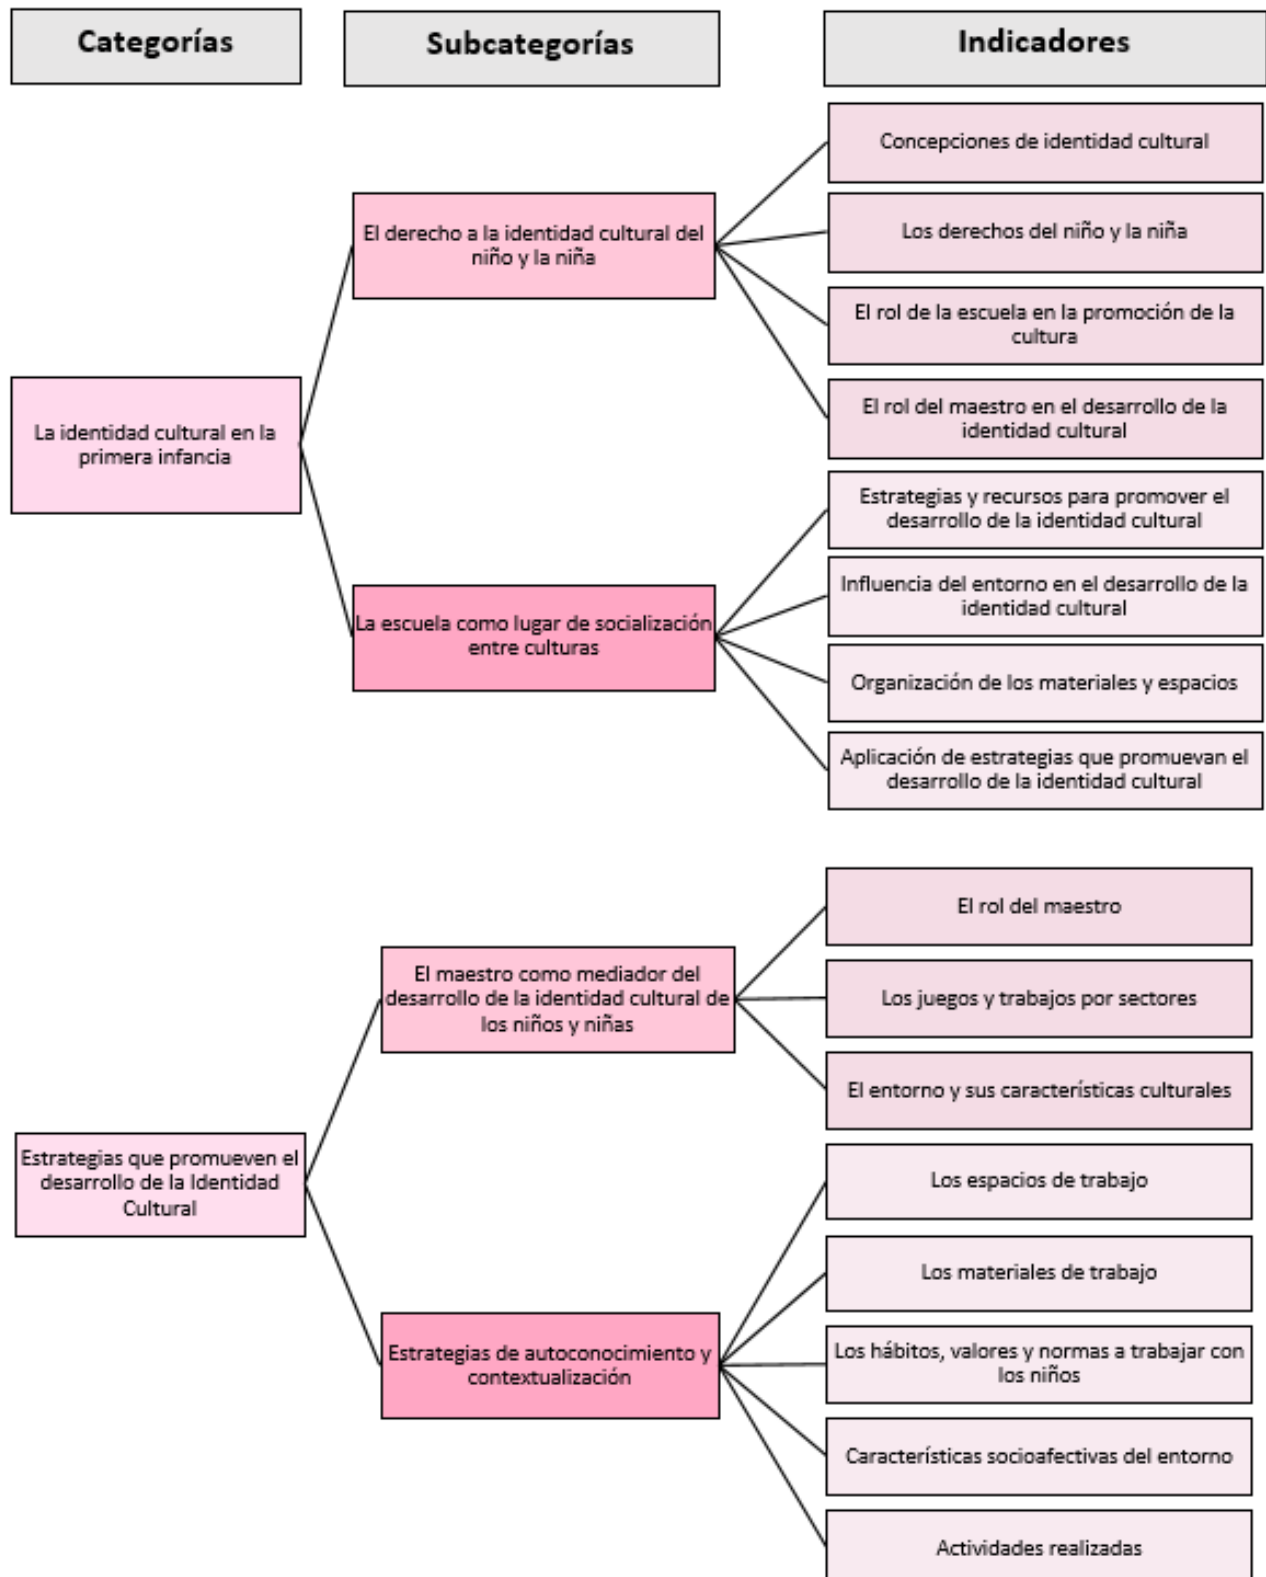 Categorías
Subcategorías
Indicadores
La identidad cultural en la
primera infancia
El derecho a la identidad cultural del
niño y la niña
Concepciones de identidad cultural
Los derechos del niño y la niña
El rol de la escuela en la promoción de la
cultura
El rol del maestro en el desarrollo de la
identidad cultural
La escuela como lugar de socialización
entre culturas
Estrategias y recursos para promover el
desarrollo de la identidad cultural
Influencia del entorno en el desarrollo de la
identidad cultural
Organización de los materiales y espacios
Aplicación de estrategias que promuevan el
desarrollo de la identidad cultural
Estrategias que promueven el
desarrollo de la Identidad
Cultural
El maestro como mediador del
desarrollo de la identidad cultural de
los niños y niñas
El rol del maestro
Los juegos y trabajos por sectores
El entorno y sus características culturales
Estrategias de autoconocimiento y
contextualización
Los espacios de trabajo
Los materiales de trabajo
Los hábitos, valores y normas a trabajar con
los niños
Características socioafectivas del entorno
Actividades realizadas